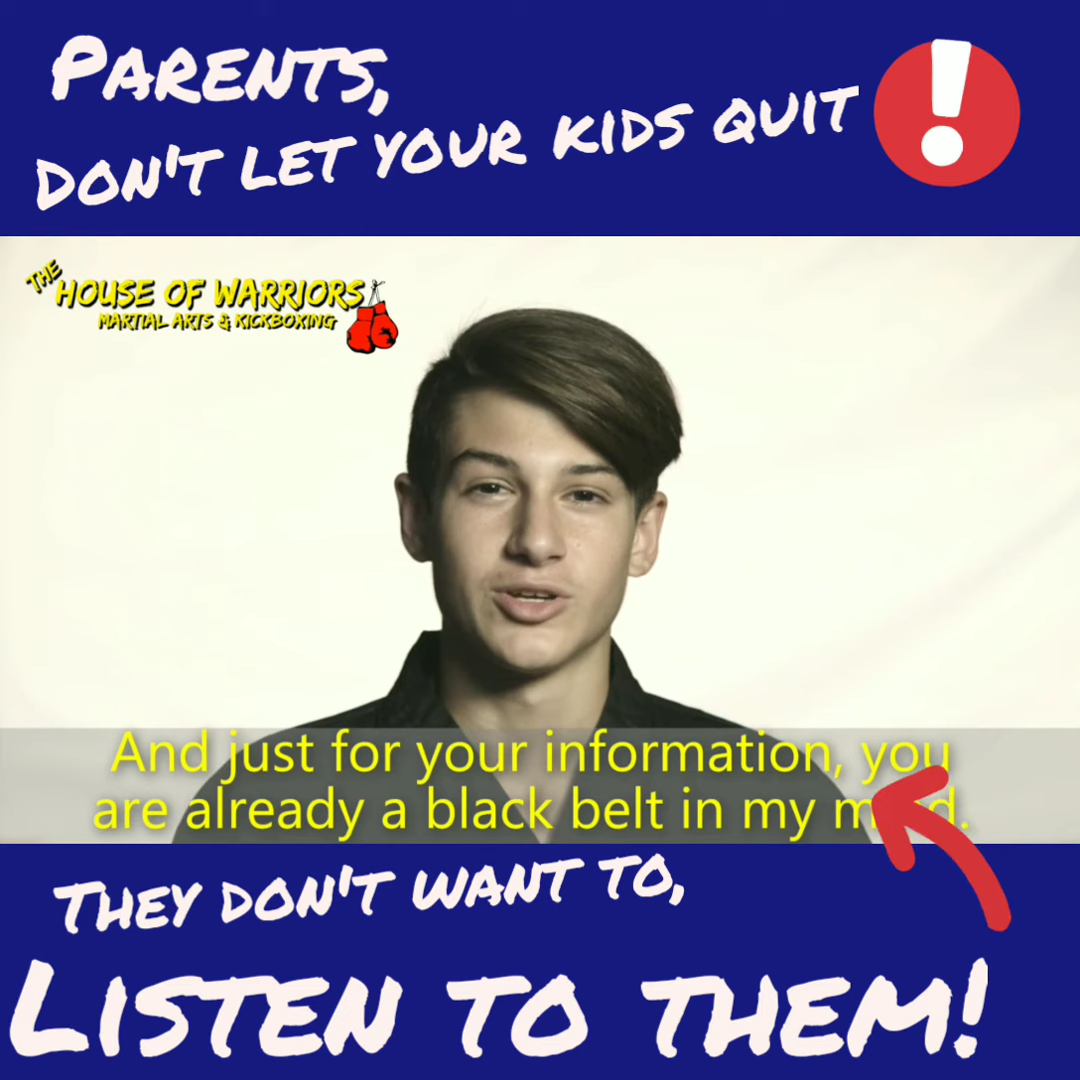 PARENTS,
DON'T LET YOUR KIDS QUIT
THE
HOUSE OF WARRIORS
MARTIAL ARTS & KICKBOXING
And just for your information, you
are already a black belt in my
THEY DON'T WANT TO,
LISTEN TO THEM!